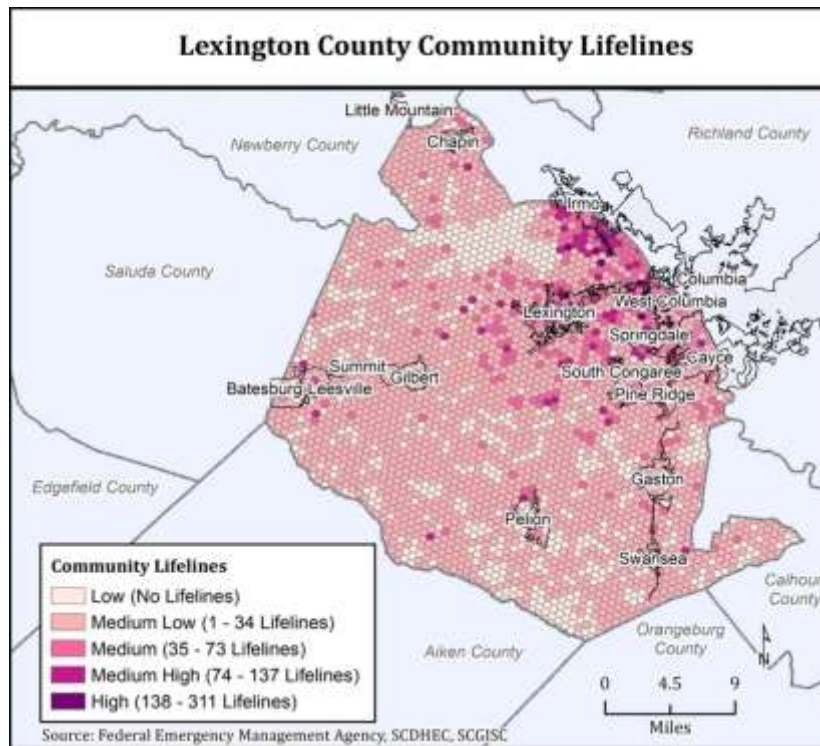 Lexington County Community Lifelines
Little Mountain
Newberry County
Chapin
Richland County
Irmo
Saluda County
Columbia
West Columbia
Lexington
Springdale
Cayce
Summit
Gilbert
South Congaree
Batesburg-Leesville
Pine Ridge
Edgefield County
Gaston
Pelion
Swansea
Calhoun
County
Orangeburg
County
Aiken County
N
Community Lifelines
Low (No Lifelines)
Medium Low (1 - 34 Lifelines)
Medium (35 - 73 Lifelines)
Medium High (74 - 137 Lifelines)
High (138 - 311 Lifelines)
0 4.5 9
Miles
Source: Federal Emergency Management Agency, SCDHEC, SCGISC